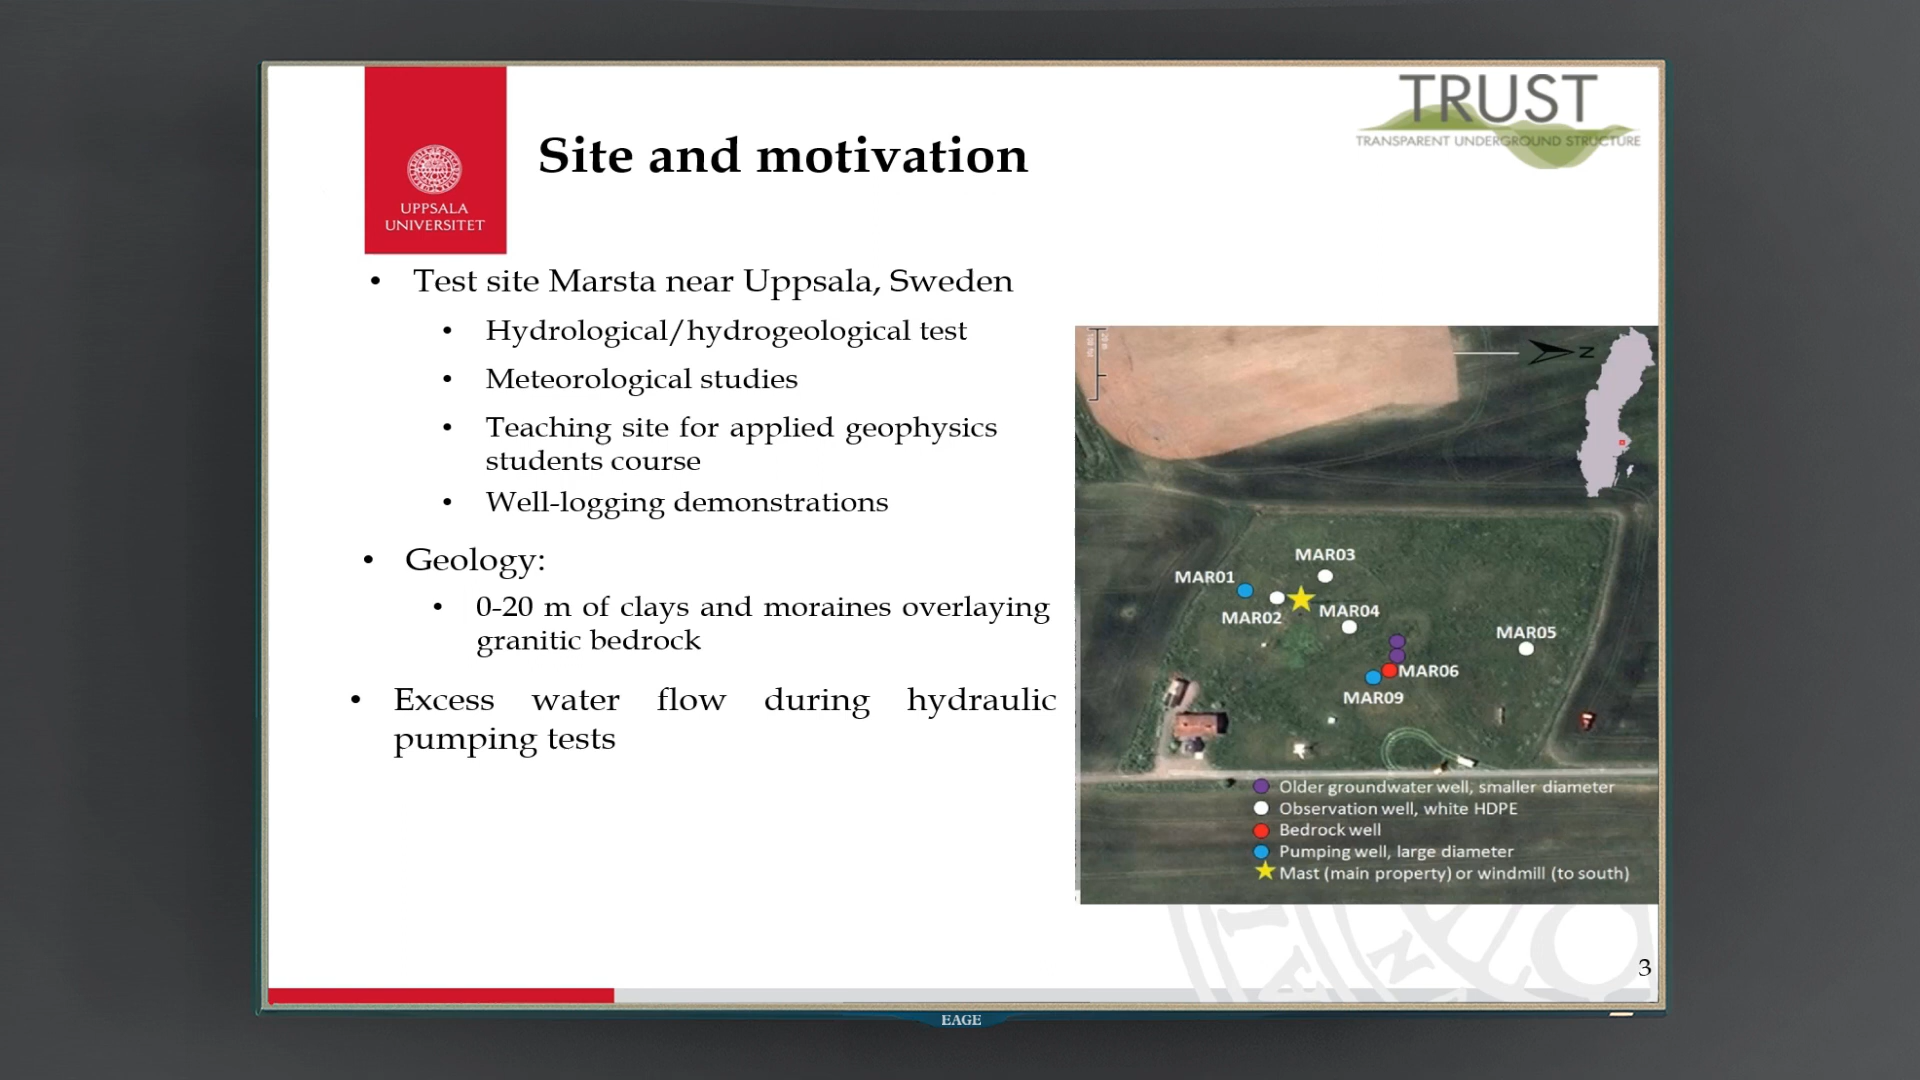 TRUST
TRANSPARENT UNDERGROUND STRUCTURE
UPPSALA
UNIVERSITET
Site and motivation
• Test site Marsta near Uppsala, Sweden
• Hydrological/hydrogeological test
• Meteorological studies
• Teaching site for applied geophysics
students course
• Well-logging demonstrations
• Geology:
• 0-20 m of clays and moraines overlaying
granitic bedrock
• Excess water flow during hydraulic
pumping tests
N
MAR03
MAR01
MAR02
MAR04
MAR05
MAR06
MAR09
Older groundwater well, smaller diameter
Observation well, white HDPE
Bedrock well
Pumping well, large diameter
Mast (main property) or windmill (to south)
3
EAGE